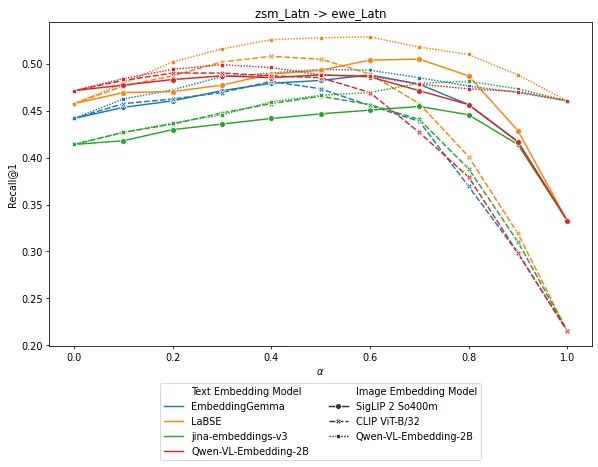 zsm_Latn -> ewe_Latn
Recall@1
0.50
0.45
0.40
0.35
0.30
0.25
0.20
0.0 0.2 0.4 0.6 0.8 1.0
α
Text Embedding Model Image Embedding Model
EmbeddingGemma SigLIP 2 So400m
LaBSE CLIP ViT-B/32
jina-embeddings-v3 Qwen-VL-Embedding-2B
Qwen-VL-Embedding-2B